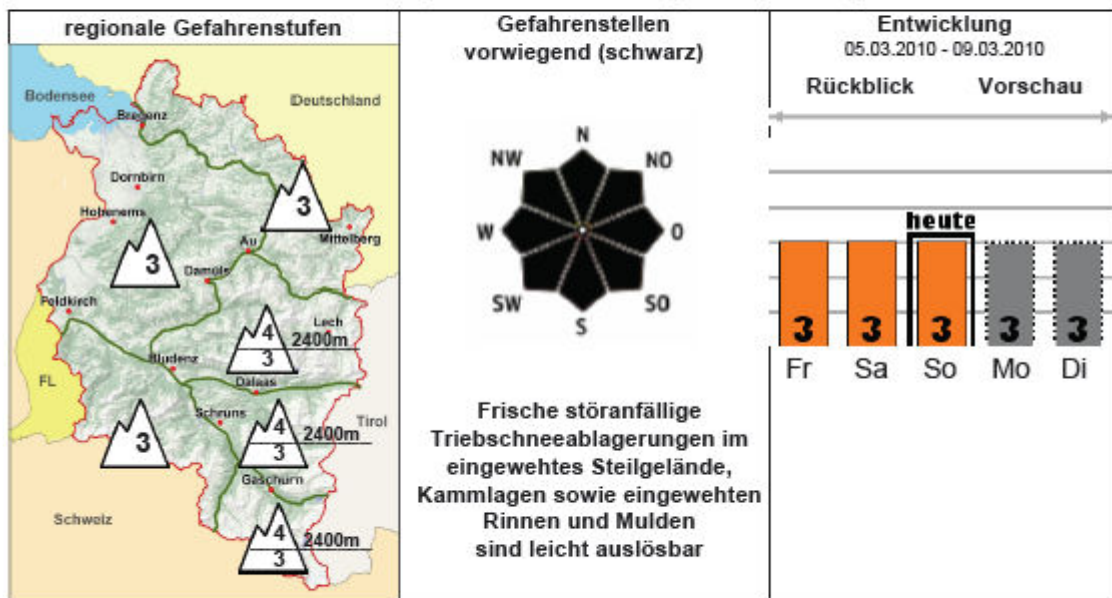 regionale Gefahrenstufen
Bodensee
Deutschland
Bregenz
Dornbirn
3
Hohenems
Mittelberg
3
Au
Damüls
Feldkirch
4
Lech
2400m
3
Bludenz
FL
Dalaas
Schruns
Tirol
3
4
2400m
3
Gaschurn
Schweiz
4
2400m
3
Gefahrenstellen
vorwiegend (schwarz)
N
NW
NO
W
O
SW
SO
S
Frische störanfällige
Triebschneeablagerungen im
eingewehtes Steilgelände,
Kammlagen sowie eingewehten
Rinnen und Mulden
sind leicht auslösbar
Entwicklung
05.03.2010 - 09.03.2010
Rückblick Vorschau
heute
3 3 3 3 3
Fr Sa So Mo Di